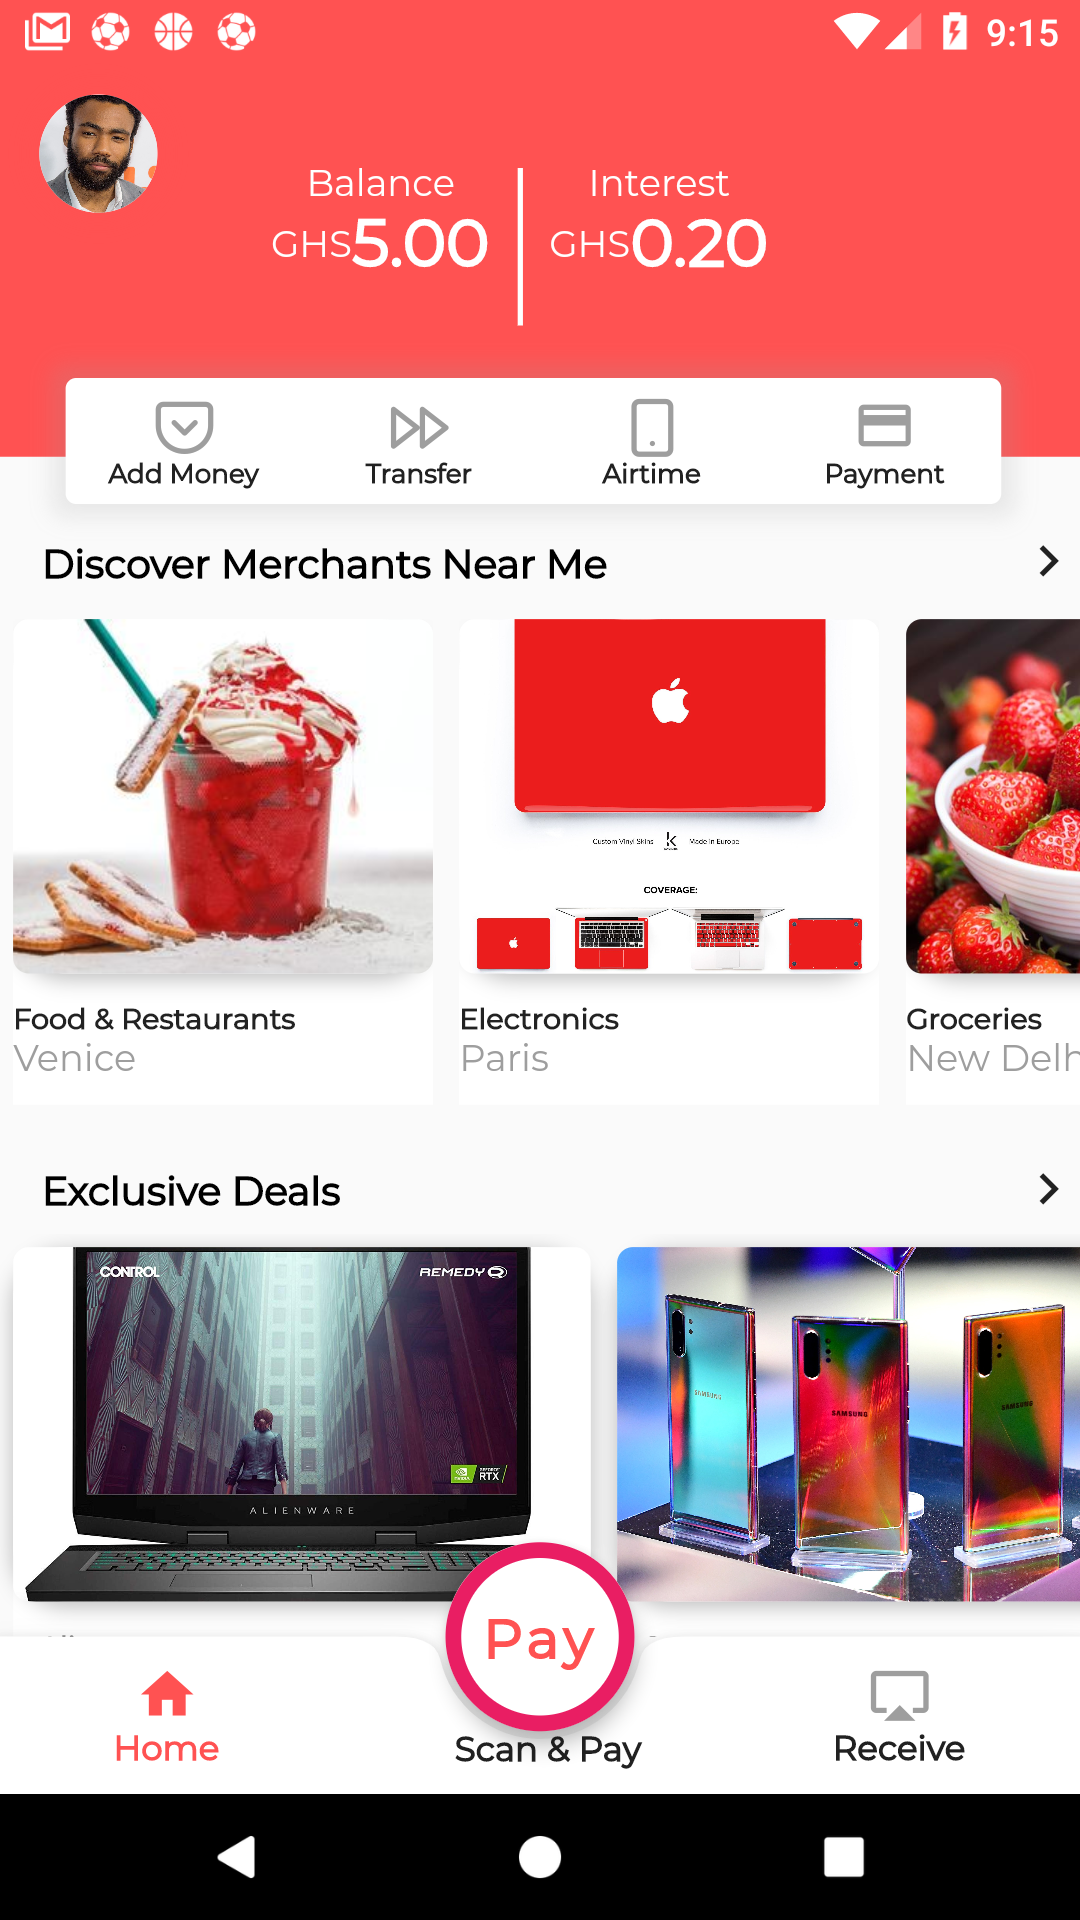 9:15
Balance
Interest
GHS5.00
GHS0.20
Add Money
Transfer
Airtime
Payment
Discover Merchants Near Me
Custom Vinyl Skins
k
Made in Europe
COVERAGE:
Food & Restaurants
Electronics
Groceries
Venice
Paris
New Delh
Exclusive Deals
CONTROL
REMEDY
SAMSUNG
SAMSUNG
SAMSUNG
NVIDIA
GEFORCE
RTX
ALIENWARE
Pay
Home
Scan & Pay
Receive